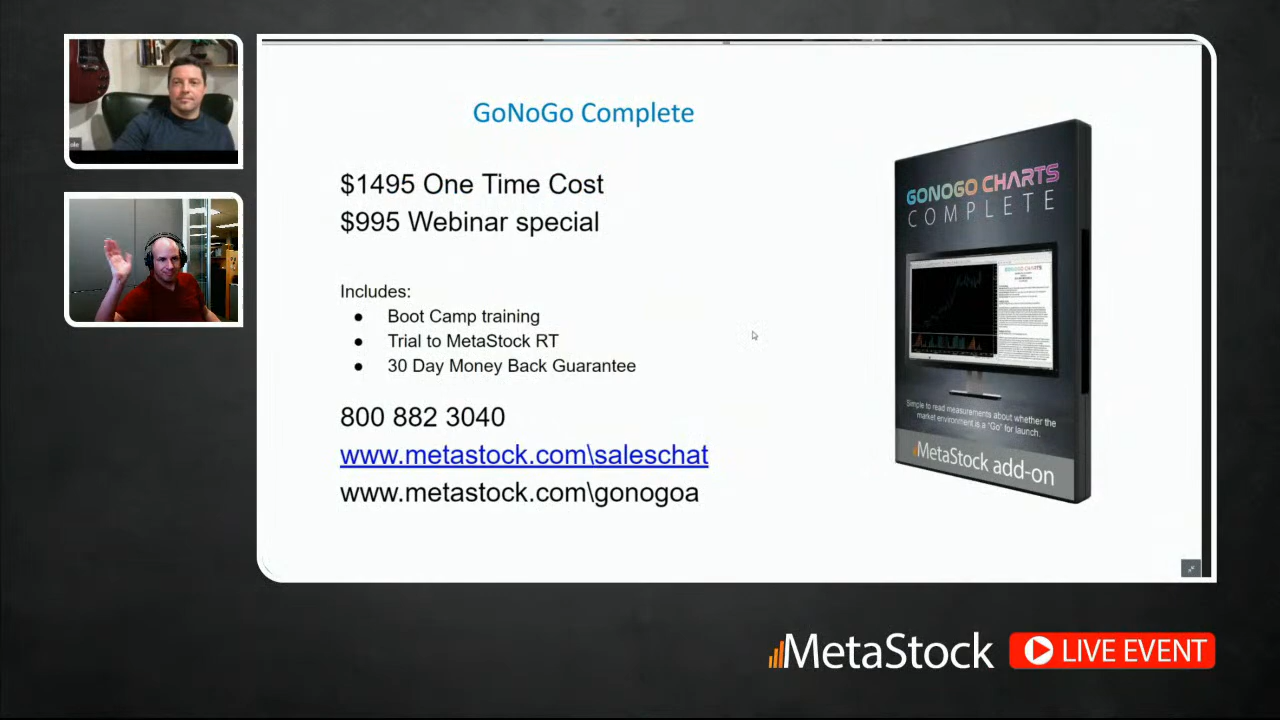 GoNoGo Complete
$1495 One Time Cost
$995 Webinar special
Includes:
● Boot Camp training
● Trial to MetaStock RT
● 30 Day Money Back Guarantee
800 882 3040
www.metastock.com\saleschat
www.metastock.com\gonogoa
GONOGO CHARTS
COMPLETE
GONOGO CHARTS
Simple to read measurements about whether the
market environment is a "Go" for launch.
MetaStock add-on
MetaStock
LIVE EVENT